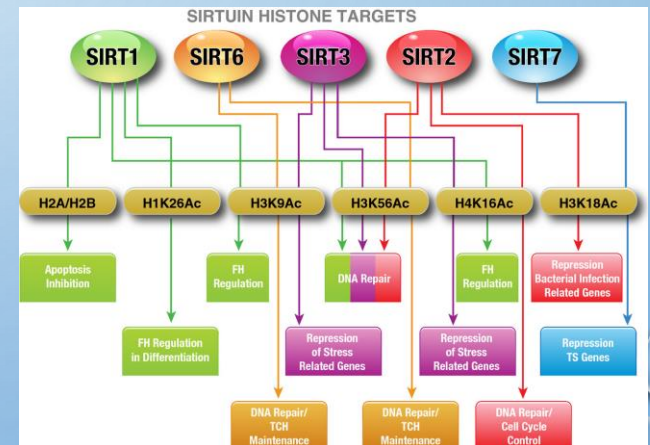 SIRTUIN HISTONE TARGETS
SIRT1 SIRT6 SIRT3 SIRT2 SIRT7
H2A/H2B H1K26Ac H3K9Ac H3K56Ac H4K16Ac H3K18Ac
Apoptosis
Inhibition
FH
Regulation
DNA Repair
FH
Regulation
Repression
Bacterial Infection
Related Genes
FH Regulation
in Differentiation
Repression
of Stress
Related Genes
Repression
of Stress
Related Genes
Repression
TS Genes
DNA Repair/
TCH
Maintenance
DNA Repair/
TCH
Maintenance
DNA Repair/
Cell Cycle
Control